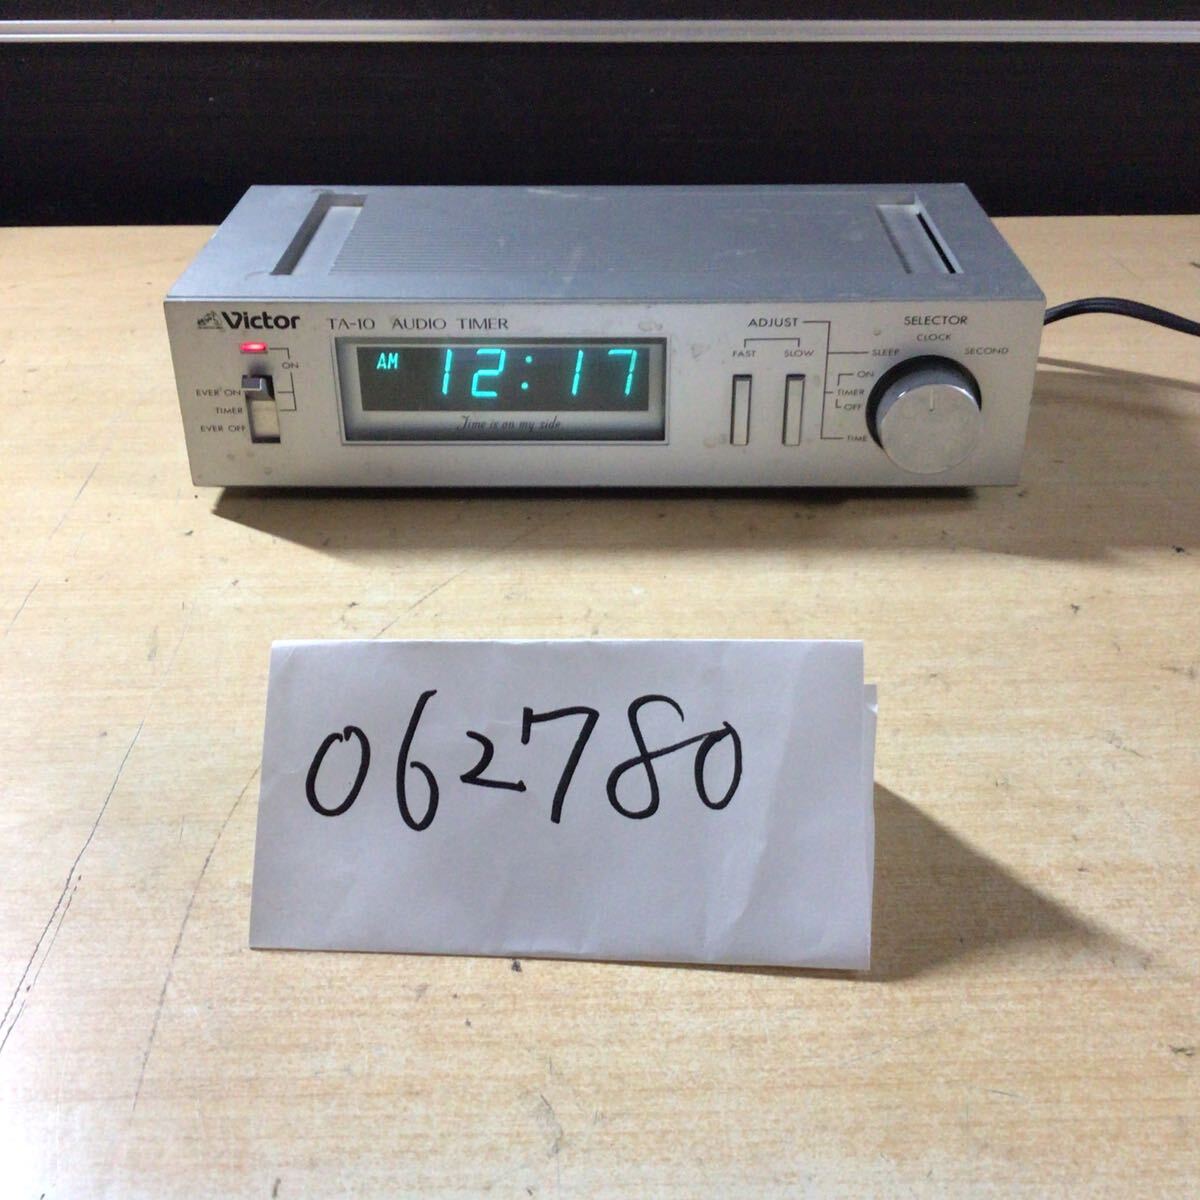 Victor TA-10 AUDIO TIMER
ON
EVER ON
TIMER
EVER OFF
AM 12:17
Time is on my side
ADJUST
FAST SLOW
SELECTOR
CLOCK
SLEEP SECOND
ON
TIMER
OFF
TIME
062780